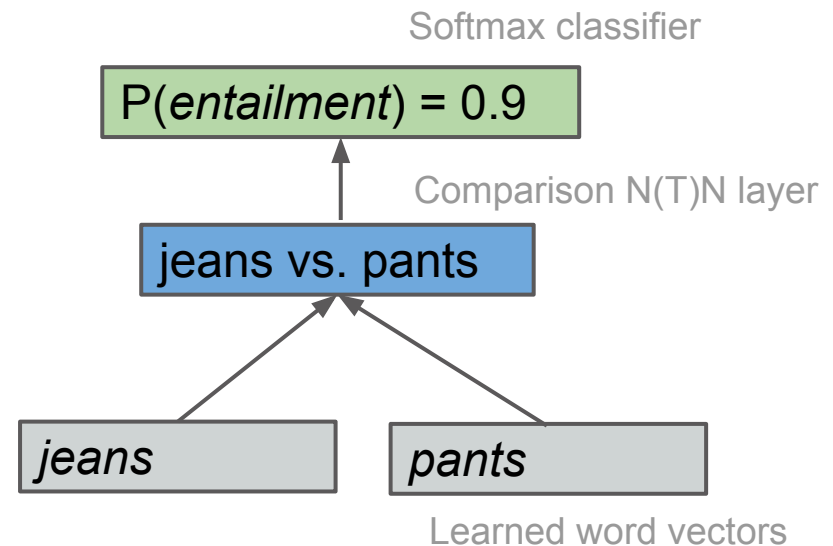 Softmax classifier
P(entailment) = 0.9
Comparison N(T)N layer
jeans vs. pants
jeans
pants
Learned word vectors